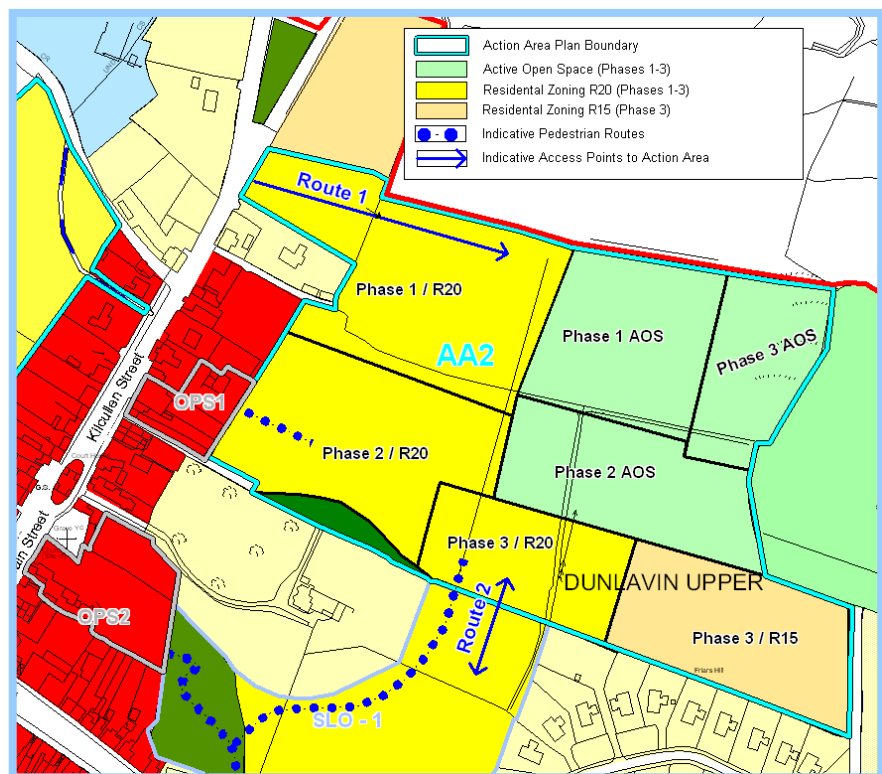 Action Area Plan Boundary
Active Open Space (Phases 1-3)
Residental Zoning R20 (Phases 1-3)
Residental Zoning R15 (Phase 3)
Indicative Pedestrian Routes
Indicative Access Points to Action Area
Route 1
Phase 1 / R20
Phase 1 AOS
Phase 3 AOS
AA2
Kilcullen Street
OPS1
Phase 2 / R20
Phase 2 AOS
Phase 3 / R20
DUNLAVIN UPPER
Route 2
OPS2
Phase 3 / R15
Friars Hill
SLO - 1